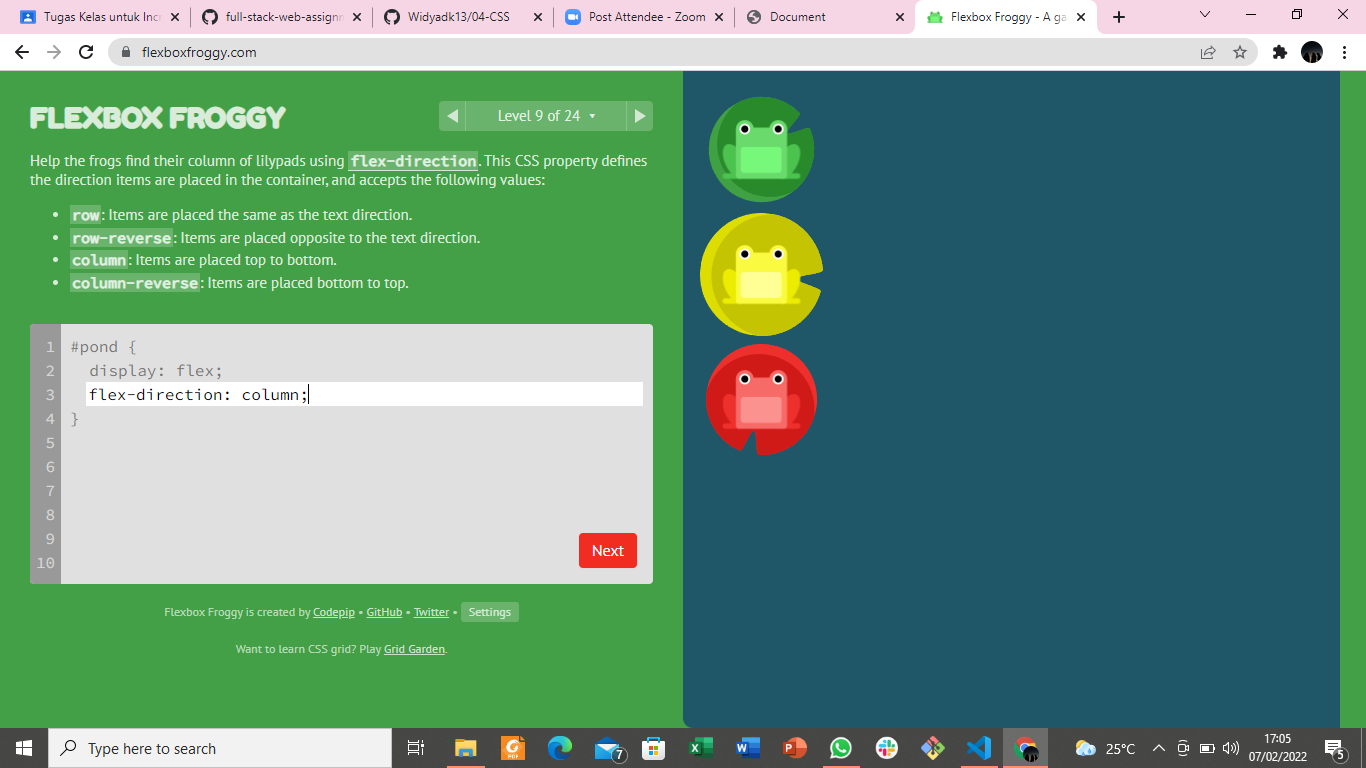 Tugas Kelas untuk Incr
full-stack-web-assignm
Widyadk13/04-CSS
Post Attendee - Zoom
Document
Flexbox Froggy - A ga
flexboxfroggy.com
FLEXBOX FROGGY
Level 9 of 24
Help the frogs find their column of lilypads using flex-direction. This CSS property defines
the direction items are placed in the container, and accepts the following values:
• row: Items are placed the same as the text direction.
• row-reverse: Items are placed opposite to the text direction.
• column: Items are placed top to bottom.
• column-reverse: Items are placed bottom to top.
1 #pond {
2 display: flex;
3 flex-direction: column;
4 }
5
6
7
8
9
10
Next
Flexbox Froggy is created by Codepip • GitHub • Twitter • Settings
Want to learn CSS grid? Play Grid Garden.
Type here to search
7
25°C
17:05
07/02/2022
5